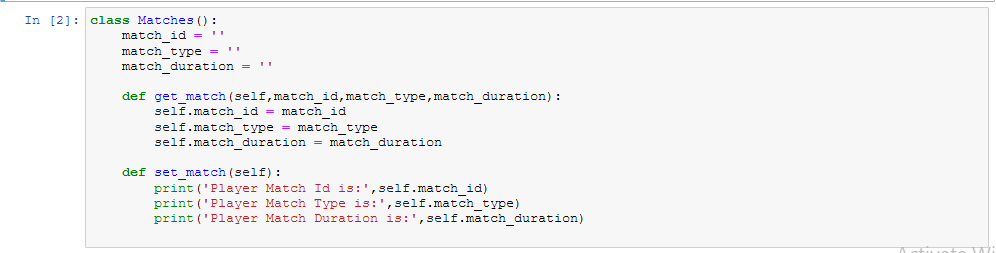 In [2]: class Matches():
    match_id = ''
    match_type = ''
    match_duration = ''

    def get_match(self,match_id,match_type,match_duration):
        self.match_id = match_id
        self.match_type = match_type
        self.match_duration = match_duration

    def set_match(self):
        print('Player Match Id is:',self.match_id)
        print('Player Match Type is:',self.match_type)
        print('Player Match Duration is:',self.match_duration)